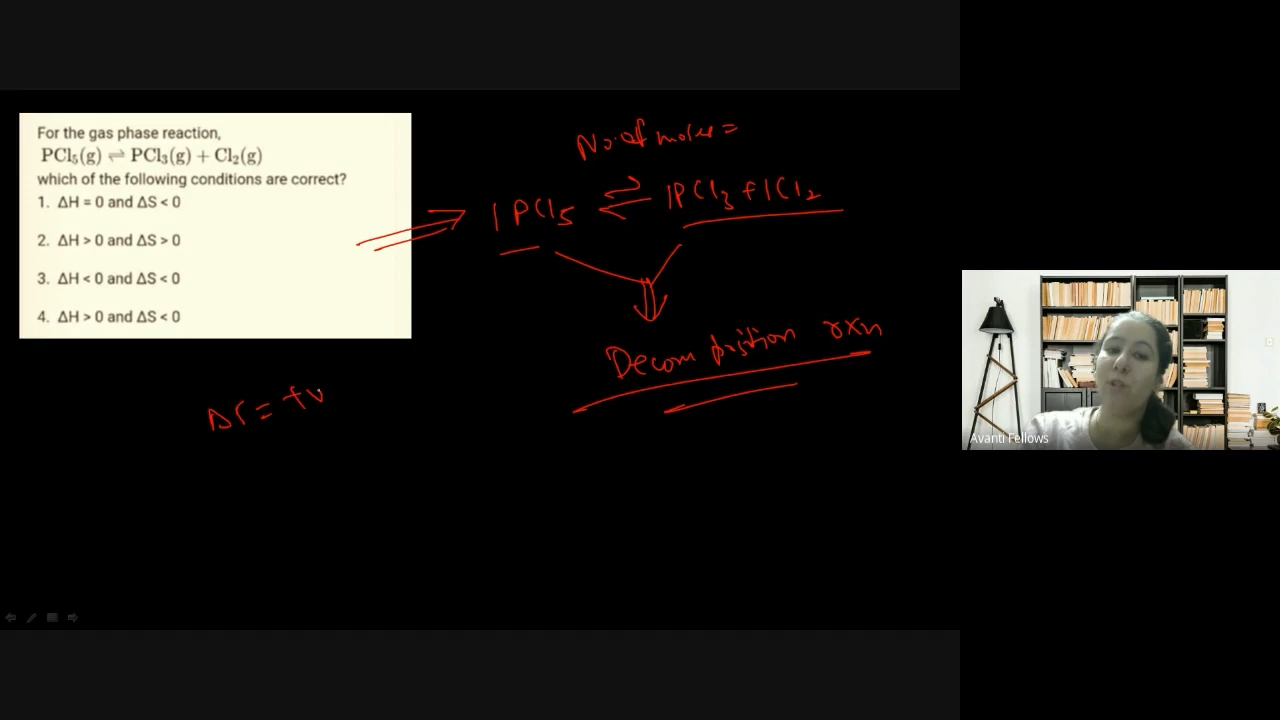 For the gas phase reaction,
PCl₅(g) ⇌ PCl₃(g) + Cl₂(g)
which of the following conditions are correct?
1. ΔH = 0 and ΔS < 0
2. ΔH > 0 and ΔS > 0
3. ΔH < 0 and ΔS < 0
4. ΔH > 0 and ΔS < 0
No. of moles =
1 PCl₅ ⇌ 1PCl₃ + 1Cl₂
Decomposition rxn
ΔS = +v
Avanti Fellows